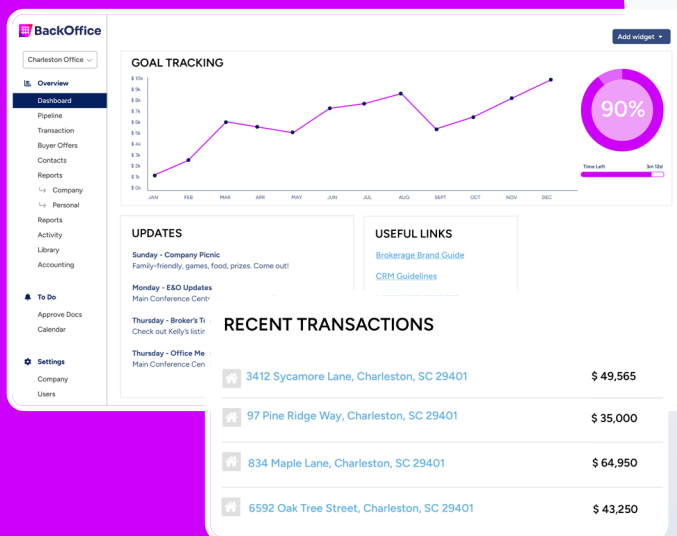 BackOffice
Add widget
Charleston Office
Overview
Dashboard
Pipeline
Transaction
Buyer Offers
Contacts
Reports
Company
Personal
Reports
Activity
Library
Accounting
To Do
Approve Docs
Calendar
Settings
Company
Users
GOAL TRACKING
$ 10k
$ 9k
$ 8k
$ 7k
$ 6k
$ 5k
$ 4k
$ 3k
$ 2k
$ 1k
$ 0k
JAN FEB MAR APR MAY JUN JUL AUG SEPT OCT NOV DEC
90%
Time Left 3m 12d
UPDATES
Sunday - Company Picnic
Family-friendly, games, food, prizes. Come out!
Monday - E&O Updates
Main Conference Cent
Thursday - Broker's T
Check out Kelly's listin
Thursday - Office Me
Main Conference Cen
USEFUL LINKS
Brokerage Brand Guide
CRM Guidelines
RECENT TRANSACTIONS
3412 Sycamore Lane, Charleston, SC 29401 $ 49,565
97 Pine Ridge Way, Charleston, SC 29401 $ 35,000
834 Maple Lane, Charleston, SC 29401 $ 64,950
6592 Oak Tree Street, Charleston, SC 29401 $ 43,250